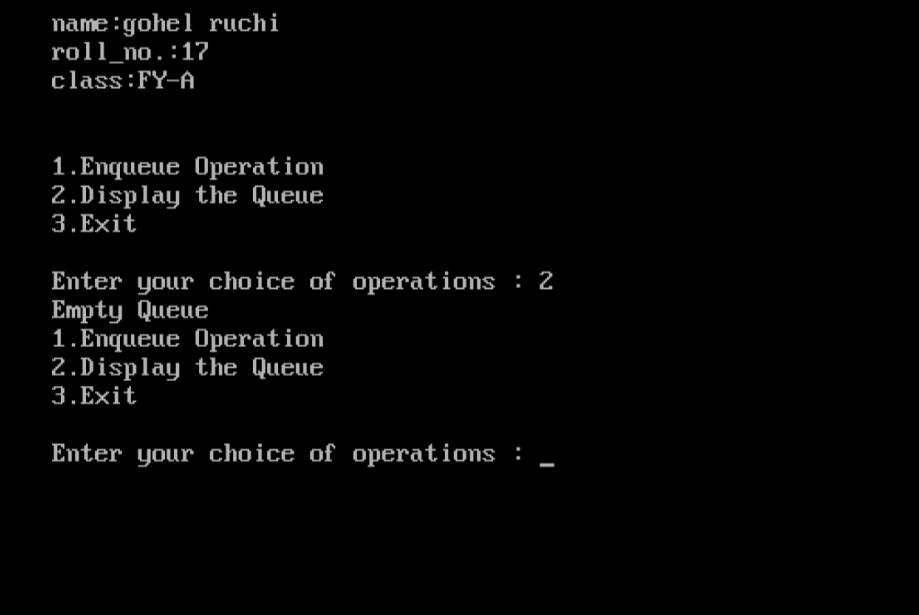 name:gohel ruchi
roll_no.:17
class:FY-A
1.Enqueue Operation
2.Display the Queue
3.Exit
Enter your choice of operations : 2
Empty Queue
1.Enqueue Operation
2.Display the Queue
3.Exit
Enter your choice of operations : _